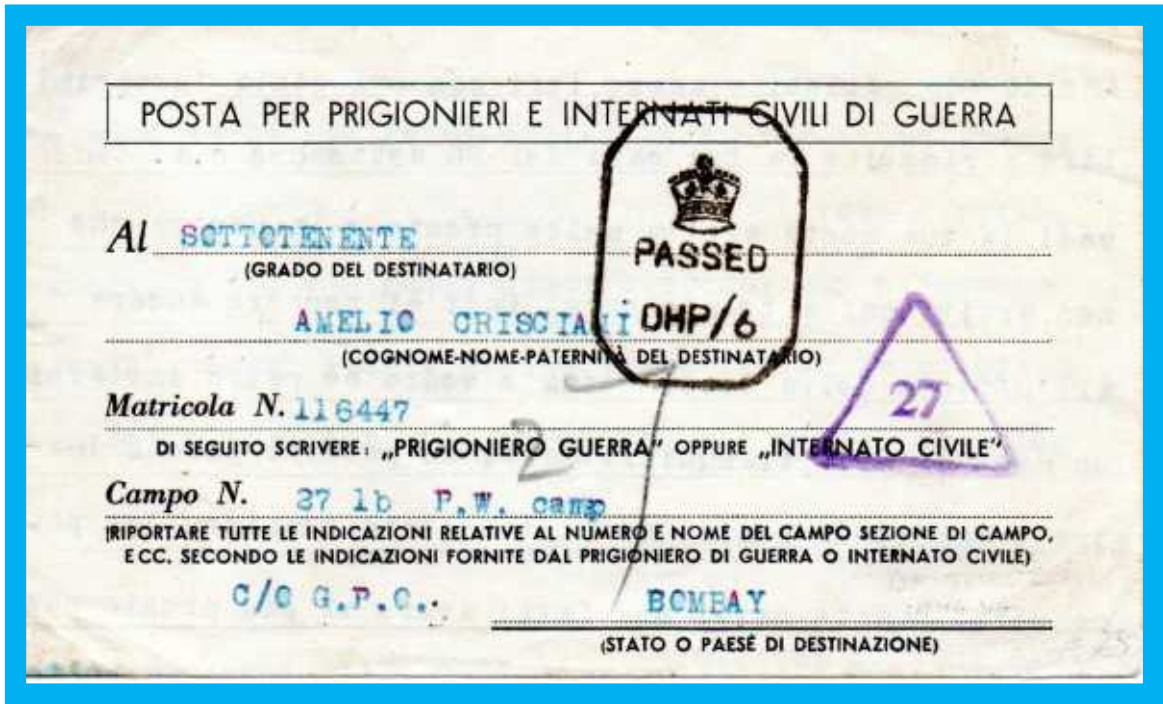 POSTA PER PRIGIONIERI E INTERNATI CIVILI DI GUERRA
Al SOTTOTENENTE
(GRADO DEL DESTINATARIO)
AMELIO CRISCIANI
(COGNOME-NOME-PATERNITÀ DEL DESTINATARIO)
PASSED
DHP/6
27
Matricola N. 116447
DI SEGUITO SCRIVERE: „PRIGIONIERO GUERRA” OPPURE „INTERNATO CIVILE”
2
Campo N. 27 lb P.W. camp
(RIPORTARE TUTTE LE INDICAZIONI RELATIVE AL NUMERO E NOME DEL CAMPO SEZIONE DI CAMPO,
ECC. SECONDO LE INDICAZIONI FORNITE DAL PRIGIONIERO DI GUERRA O INTERNATO CIVILE)
C/O G.P.O. BOMBAY
(STATO O PAESE DI DESTINAZIONE)